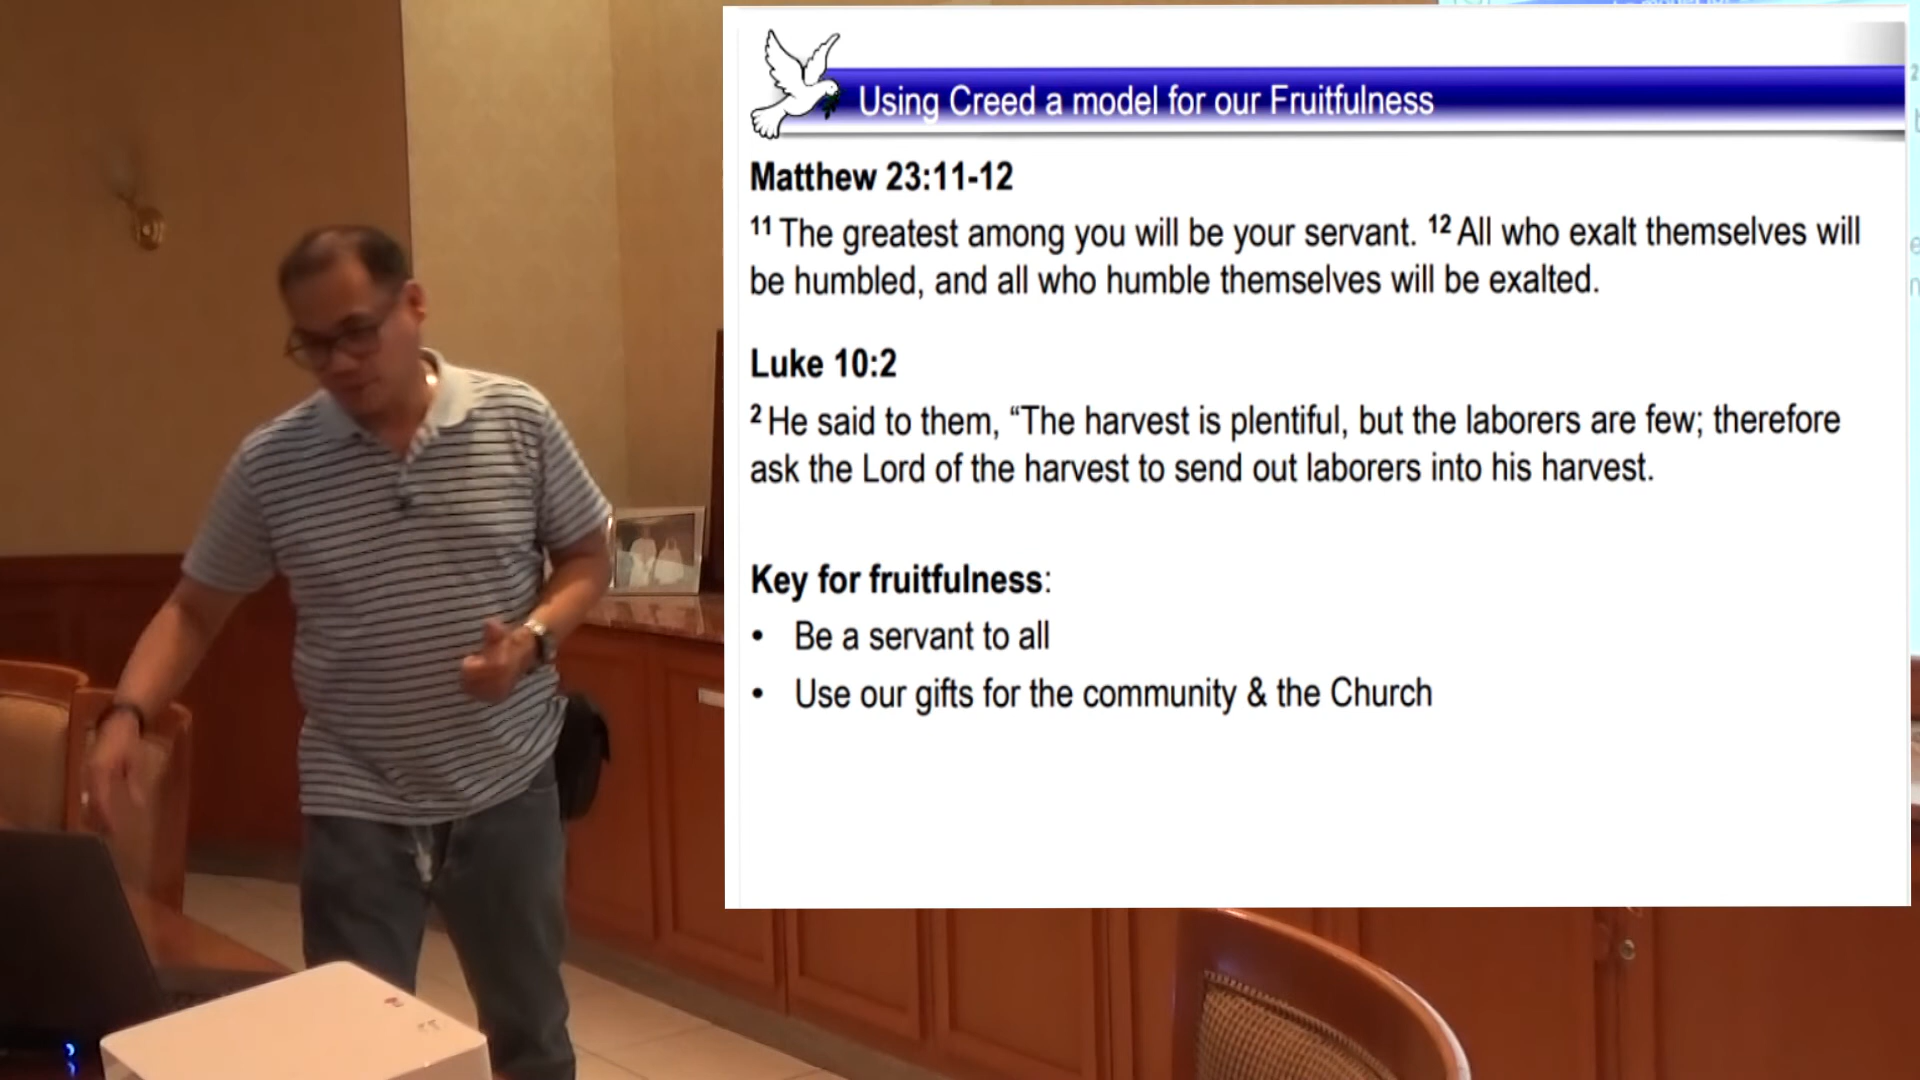 Using Creed a model for our Fruitfulness
Matthew 23:11-12
11 The greatest among you will be your servant. 12 All who exalt themselves will
be humbled, and all who humble themselves will be exalted.
Luke 10:2
2 He said to them, “The harvest is plentiful, but the laborers are few; therefore
ask the Lord of the harvest to send out laborers into his harvest.
Key for fruitfulness:
• Be a servant to all
• Use our gifts for the community & the Church